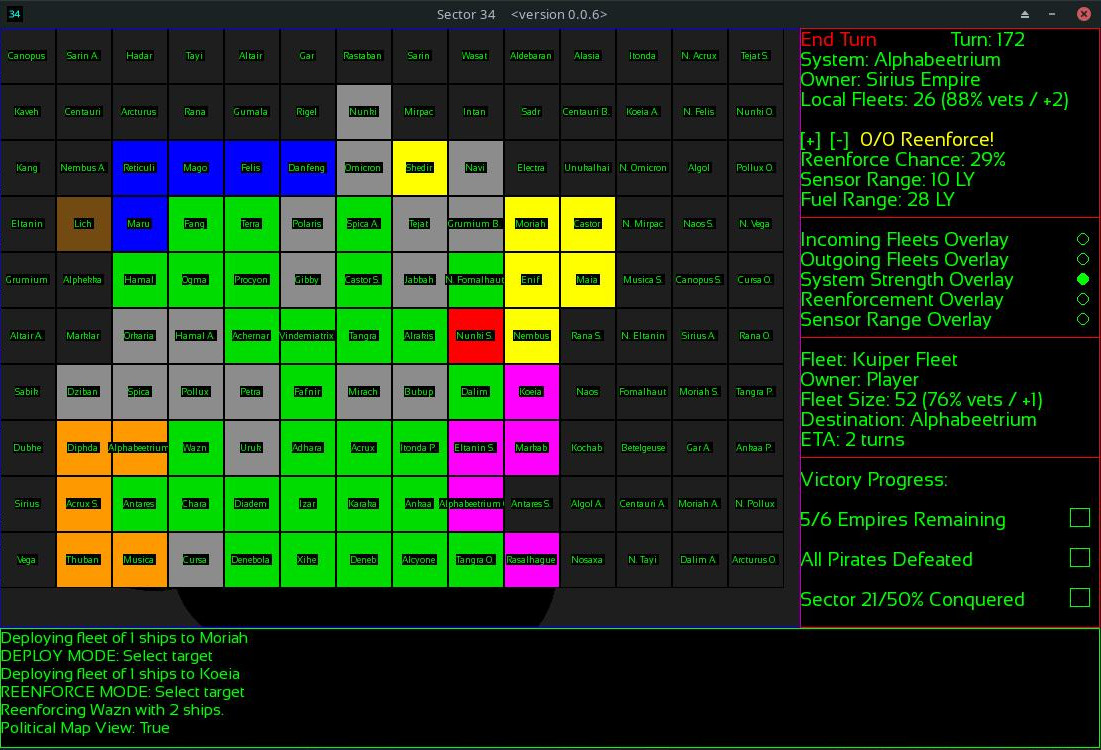 34 Sector 34 <version 0.0.6>
Canopus Sarin A. Hadar Tayi Altair Gar Rastaban Sarin Wasat Aldebaran Alasia Itonda N. Acrux Tejat S.
Kaveh Centauri Arcturus Rana Gumala Rigel Nunki Mirpac Intan Sadr Centauri B. Koeia A. N. Felis Nunki O.
Kang Nembus A. Reticuli Mago Felis Danfeng Omicron Shedir Navi Electra Unukalhai N. Omicron Algol Pollux O.
Eltanin Lich Maru Fang Terra Polaris Spica A. Tejat Grumium B. Moriah Castor N. Mirpac Naos S. N. Vega
Grumium Alphekka Hamal Ogma Procyon Gibby Castor S. Jabbah N. Fomalhaut Enif Maia Musica S. Canopus S. Cursa O.
Altair A. Marklar Orkaria Hamal A. Achernar Vindemiatrix Tangra Alrakis Nunki S. Nembus Rana S. N. Eltanin Sirius A. Rana O.
Sabik Dziban Spica Pollux Petra Fafnir Mirach Bubup Dalim Koeia Naos Fomalhaut Moriah S. Tangra P.
Dubhe Diphda Alphabeetrium Wazn Uruk Adhara Acrux Itonda P. Eltanin S. Markab Kochab Betelgeuse Gar A. Ankaa P.
Sirius Acrux S. Antares Chara Diadem Izar Karaka Ankaa Alphabeetrium Antares S. Algol A. Centauri A. Moriah A. N. Pollux
Vega Thuban Musica Cursa Denebola Xihe Deneb Alcyone Tangra O. Rasalhague Nosaxa N. Tayi Dalim A. Arcturus O.
End Turn Turn: 172
System: Alphabeetrium
Owner: Sirius Empire
Local Fleets: 26 (88% vets / +2)
[+] [-] 0/0 Reenforce!
Reenforce Chance: 29%
Sensor Range: 10 LY
Fuel Range: 28 LY
Incoming Fleets Overlay
Outgoing Fleets Overlay
System Strength Overlay
Reenforcement Overlay
Sensor Range Overlay
Fleet: Kuiper Fleet
Owner: Player
Fleet Size: 52 (76% vets / +1)
Destination: Alphabeetrium
ETA: 2 turns
Victory Progress:
5/6 Empires Remaining
All Pirates Defeated
Sector 21/50% Conquered
Deploying fleet of 1 ships to Moriah
DEPLOY MODE: Select target
Deploying fleet of 1 ships to Koeia
REENFORCE MODE: Select target
Reenforcing Wazn with 2 ships.
Political Map View: True